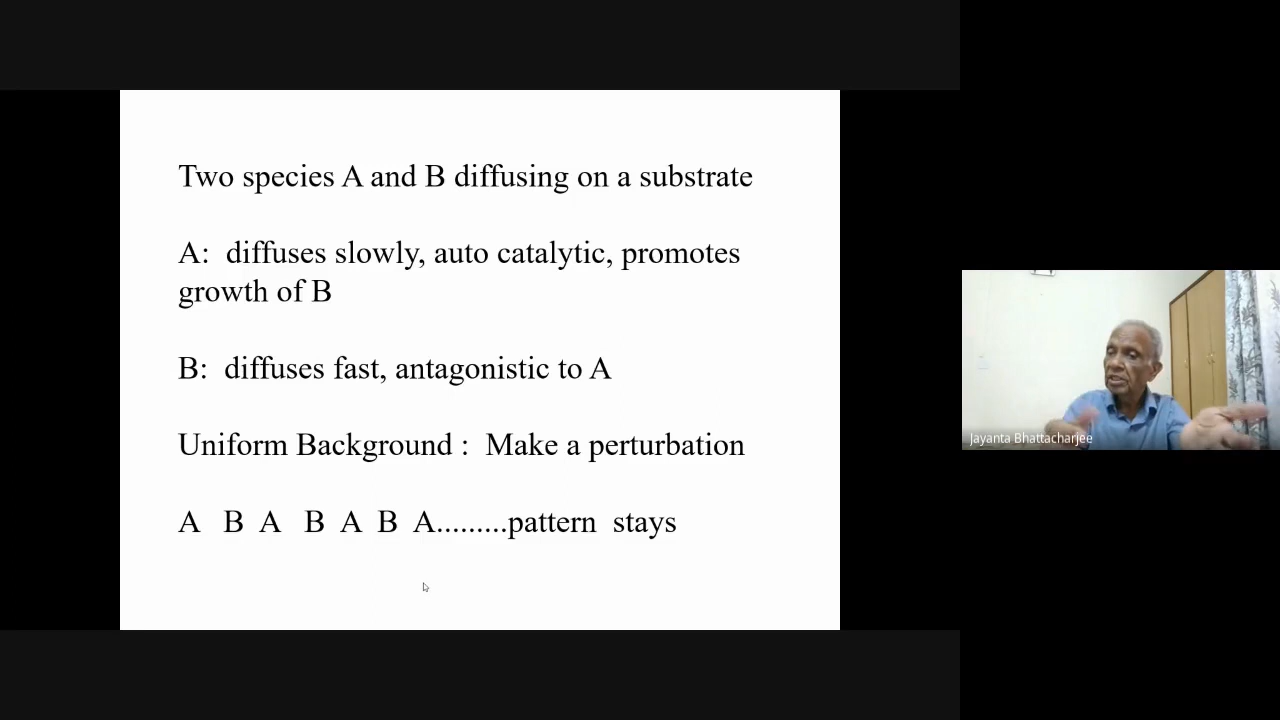 Two species A and B diffusing on a substrate
A: diffuses slowly, auto catalytic, promotes
growth of B
B: diffuses fast, antagonistic to A
Uniform Background : Make a perturbation
A B A B A B A.........pattern stays
Jayanta Bhattacharjee